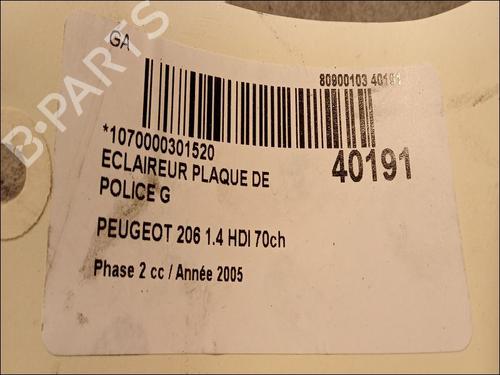 GA
80900103 40191
*1070000301520
40191
ECLAIREUR PLAQUE DE
POLICE G
PEUGEOT 206 1.4 HDI 70ch
Phase 2 cc / Année 2005
B-PARTS